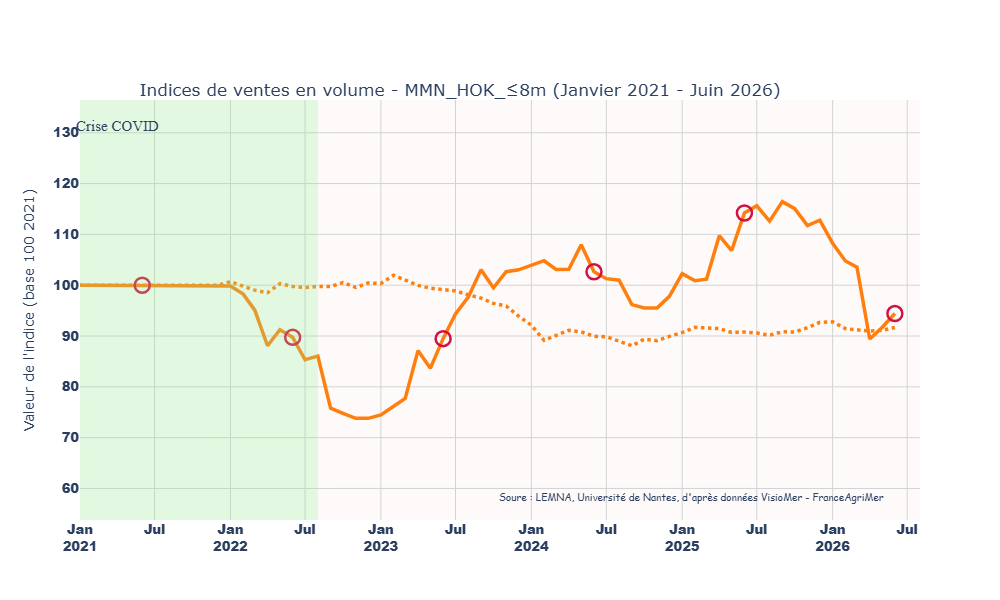 Indices de ventes en volume - MMN_HOK_≤8m (Janvier 2021 - Juin 2026)
Crise COVID
Valeur de l'indice (base 100 2021)
130
120
110
100
90
80
70
60
Soure : LEMNA, Université de Nantes, d'après données VisioMer - FranceAgriMer
Jan Jul Jan Jul Jan Jul Jan Jul Jan Jul Jan Jul
2021 2022 2023 2024 2025 2026